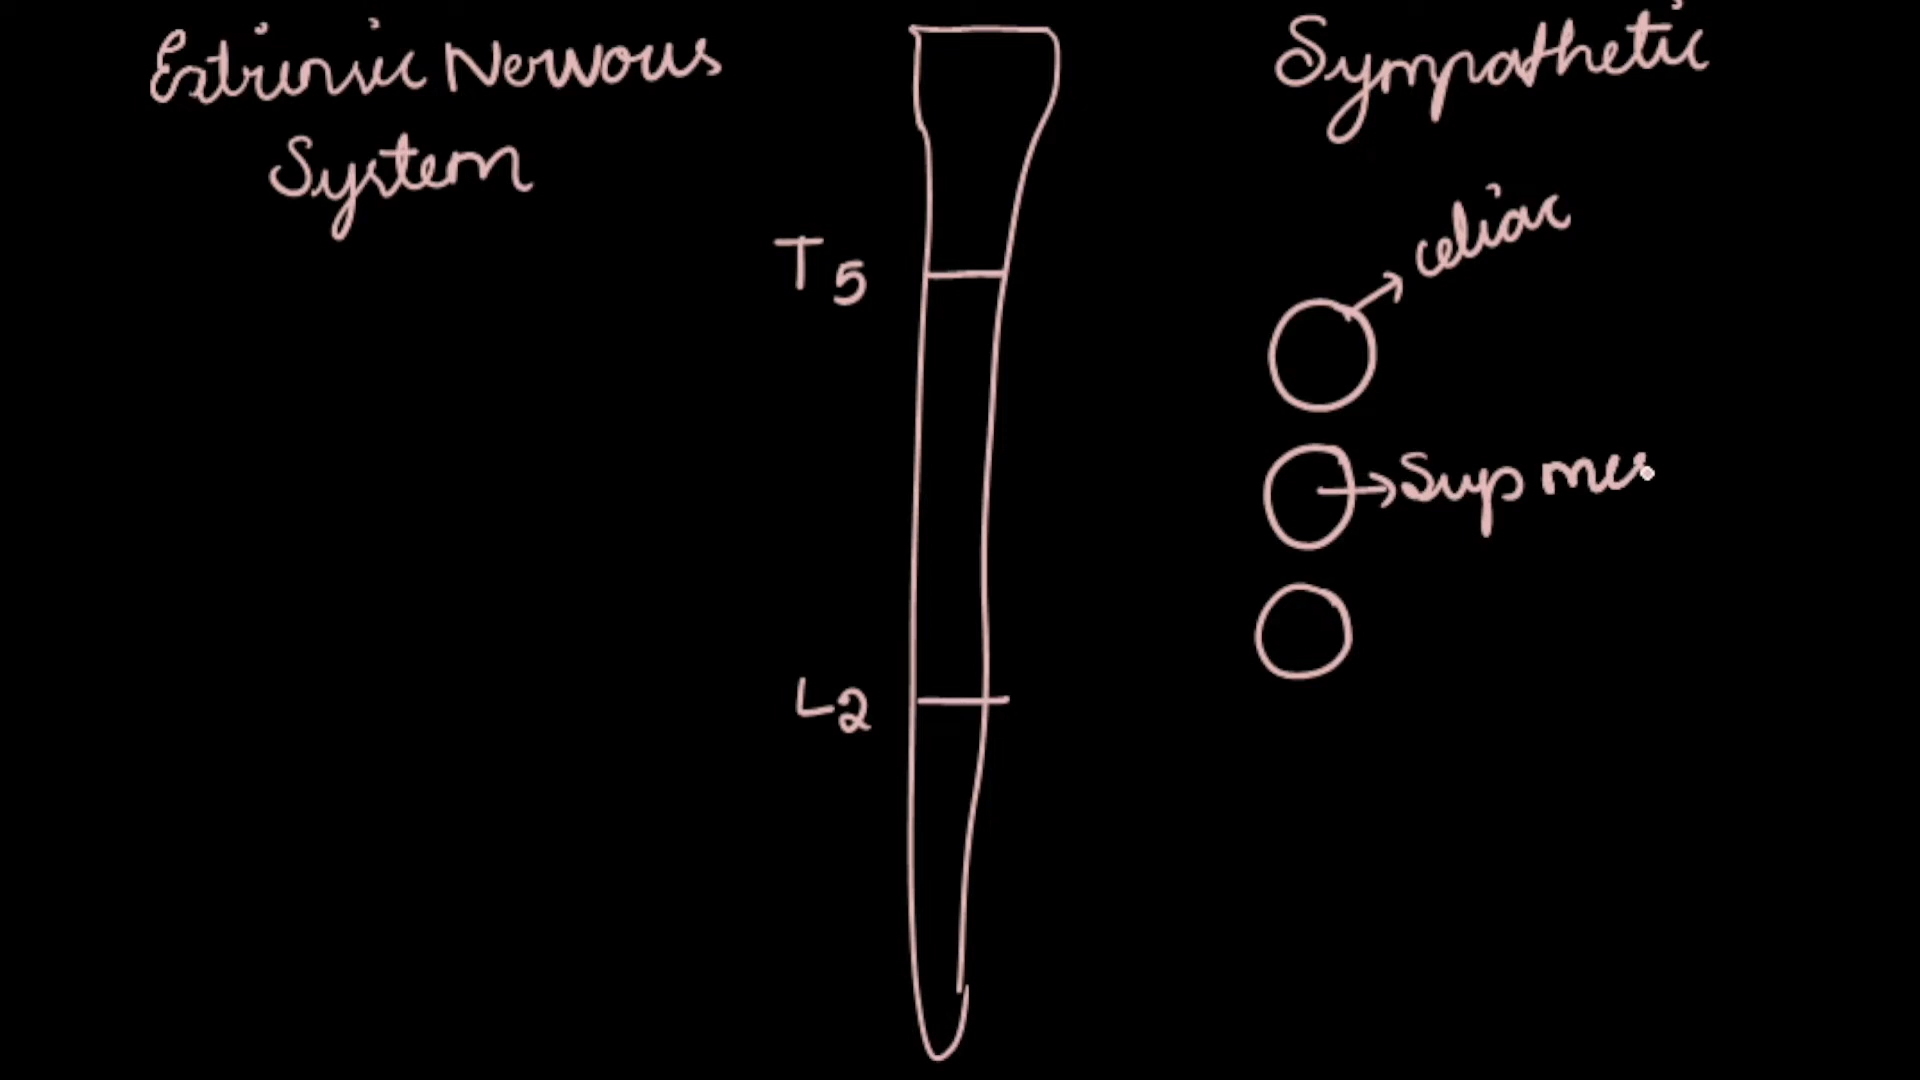 Extrinsic Nervous
System
Sympathetic
celiac
T5
Sup mes
L2